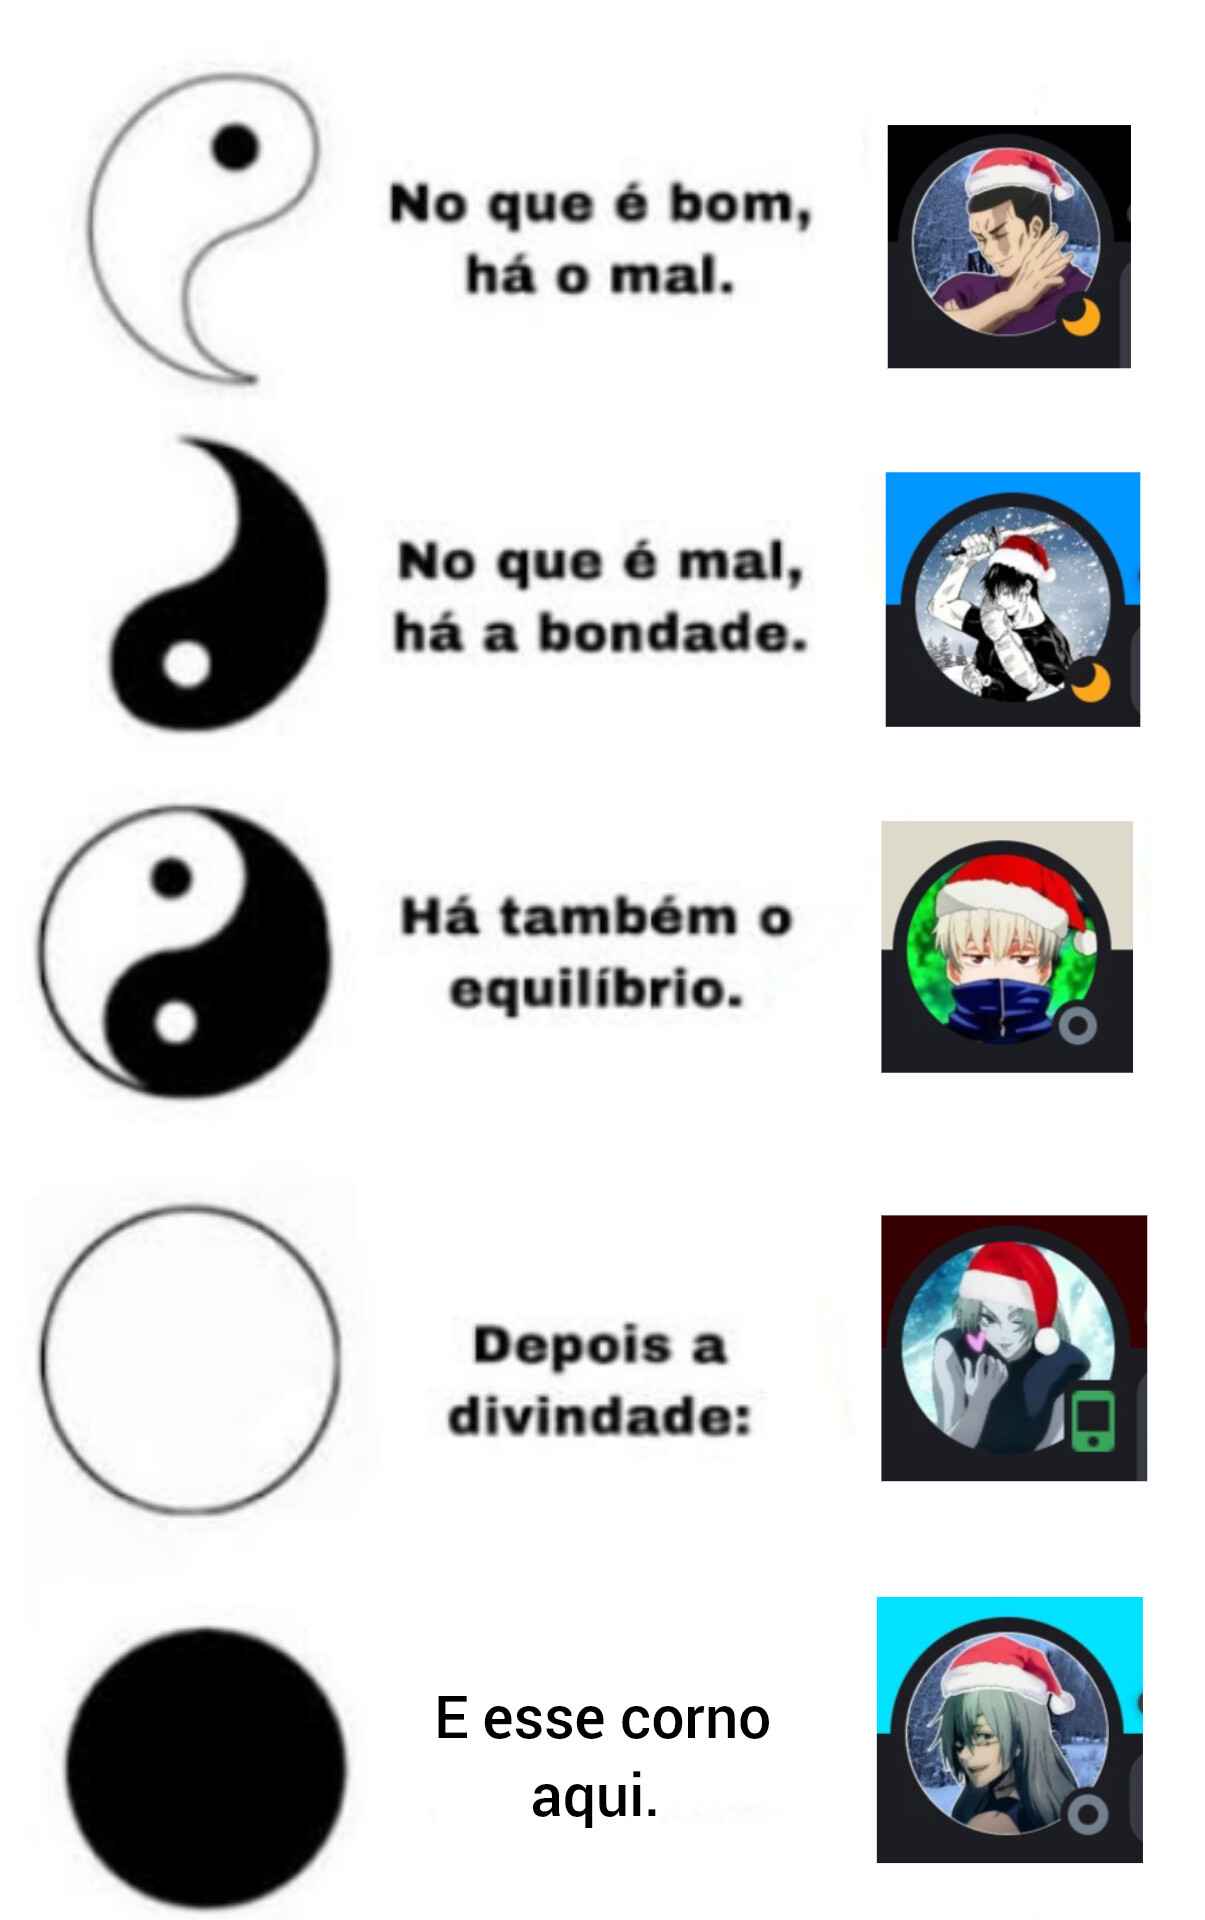 No que é bom,
há o mal.
No que é mal,
há a bondade.
Há também o
equilíbrio.
Depois a
divindade:
E esse corno
aqui.